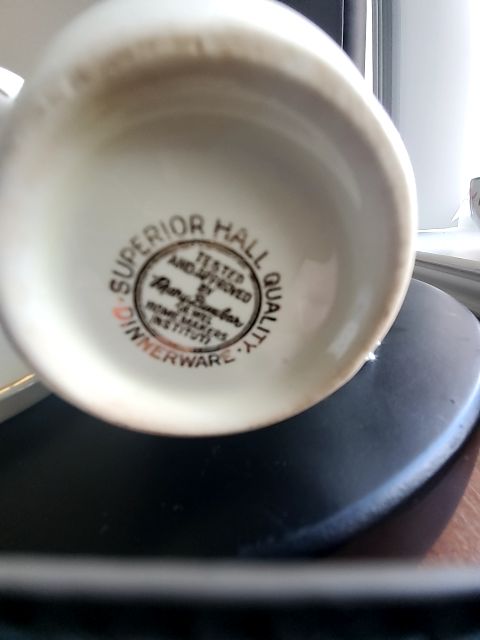 SUPERIOR HALL QUALITY
DINNERWARE
TESTED
AND APPROVED
BY
Mary Dunbar
JEWEL
HOMEMAKERS
INSTITUTE